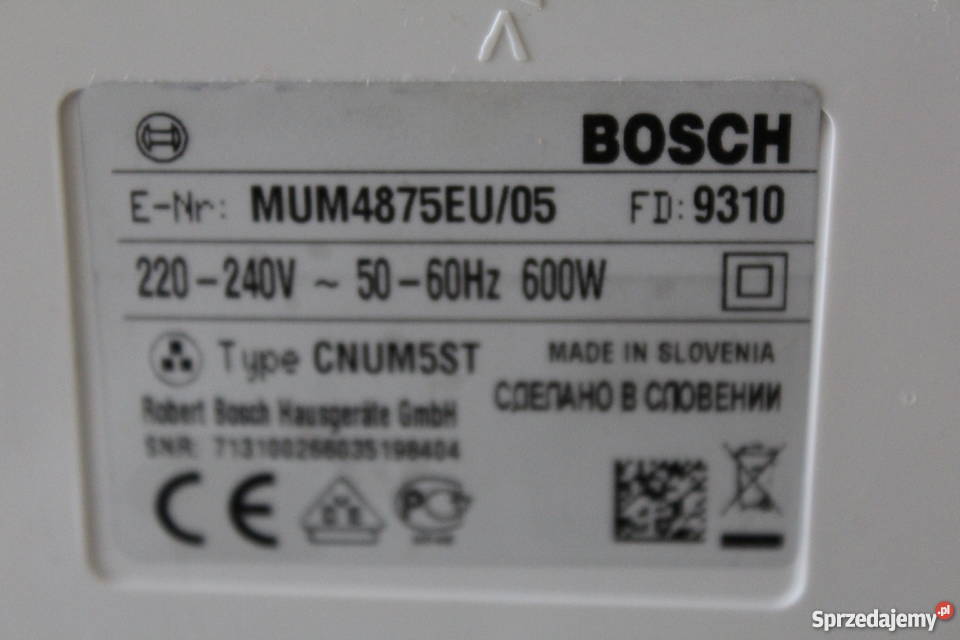 BOSCH
E-Nr: MUM4875EU/05 FD: 9310
220-240V ~ 50-60Hz 600W
Type CNUM5ST MADE IN SLOVENIA
СДЕЛАНО В СЛОВЕНИИ
Robert Bosch Hausgeräte GmbH
SNR: 713100266035198404
CE
Sprzedajemy.pl